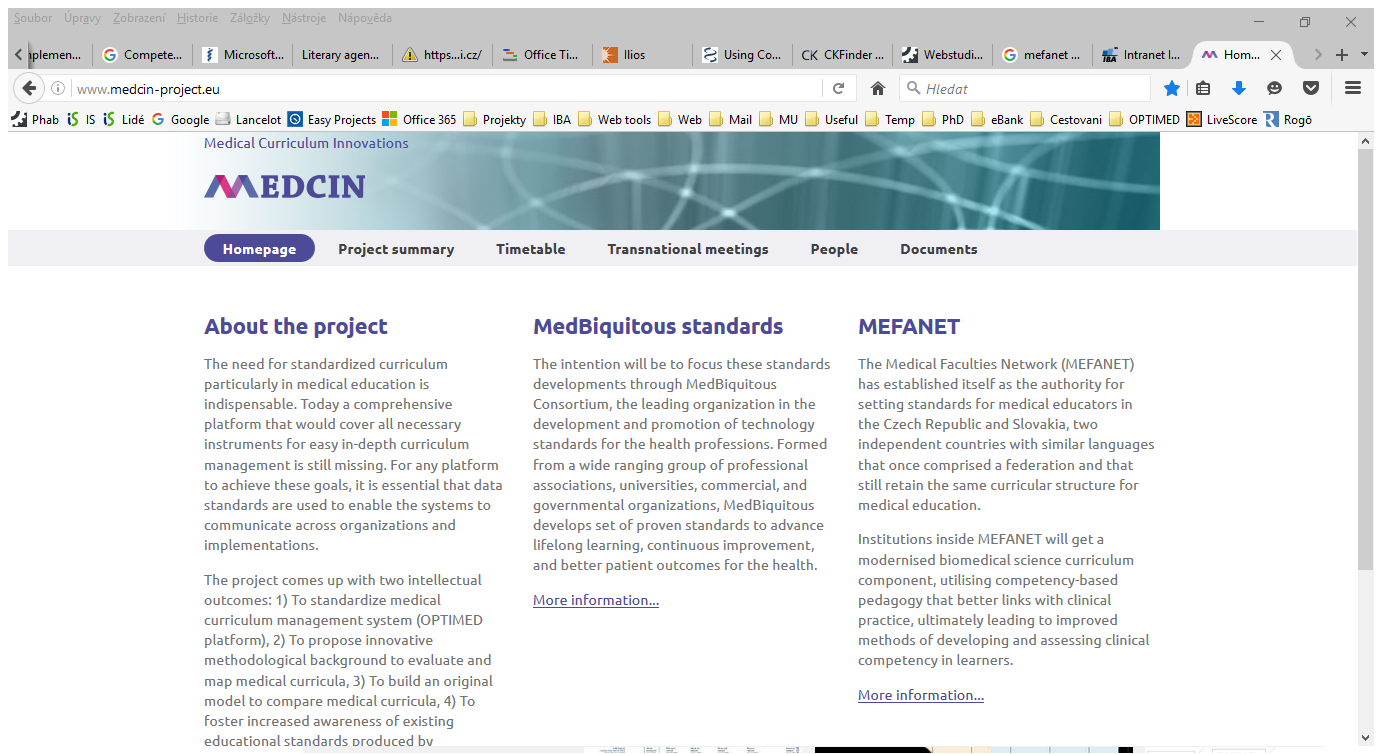 Soubor Úpravy Zobrazení Historie Záložky Nástroje Nápověda
nplemen... Compete... Microsoft... Literary agen... https...i.cz/ Office Ti... Ilios Using Co... CK CKFinder ... Webstudi... mefanet ... Intranet I... Hom...
www.medcin-project.eu Hledat
Phab IS Lidé Google Lancelot Easy Projects Office 365 Projekty IBA Web tools Web Mail MU Useful Temp PhD eBank Cestovani OPTIMED LiveScore Rogō
Medical Curriculum Innovations
MEDCIN
Homepage Project summary Timetable Transnational meetings People Documents
About the project
The need for standardized curriculum
particularly in medical education is
indispensable. Today a comprehensive
platform that would cover all necessary
instruments for easy in-depth curriculum
management is still missing. For any platform
to achieve these goals, it is essential that data
standards are used to enable the systems to
communicate across organizations and
implementations.
The project comes up with two intellectual
outcomes: 1) To standardize medical
curriculum management system (OPTIMED
platform), 2) To propose innovative
methodological background to evaluate and
map medical curricula, 3) To build an original
model to compare medical curricula, 4) To
foster increased awareness of existing
educational standards produced by
MedBiquitous standards
The intention will be to focus these standards
developments through MedBiquitous
Consortium, the leading organization in the
development and promotion of technology
standards for the health professions. Formed
from a wide ranging group of professional
associations, universities, commercial, and
governmental organizations, MedBiquitous
develops set of proven standards to advance
lifelong learning, continuous improvement,
and better patient outcomes for the health.
More information...
MEFANET
The Medical Faculties Network (MEFANET)
has established itself as the authority for
setting standards for medical educators in
the Czech Republic and Slovakia, two
independent countries with similar languages
that once comprised a federation and that
still retain the same curricular structure for
medical education.
Institutions inside MEFANET will get a
modernised biomedical science curriculum
component, utilising competency-based
pedagogy that better links with clinical
practice, ultimately leading to improved
methods of developing and assessing clinical
competency in learners.
More information...